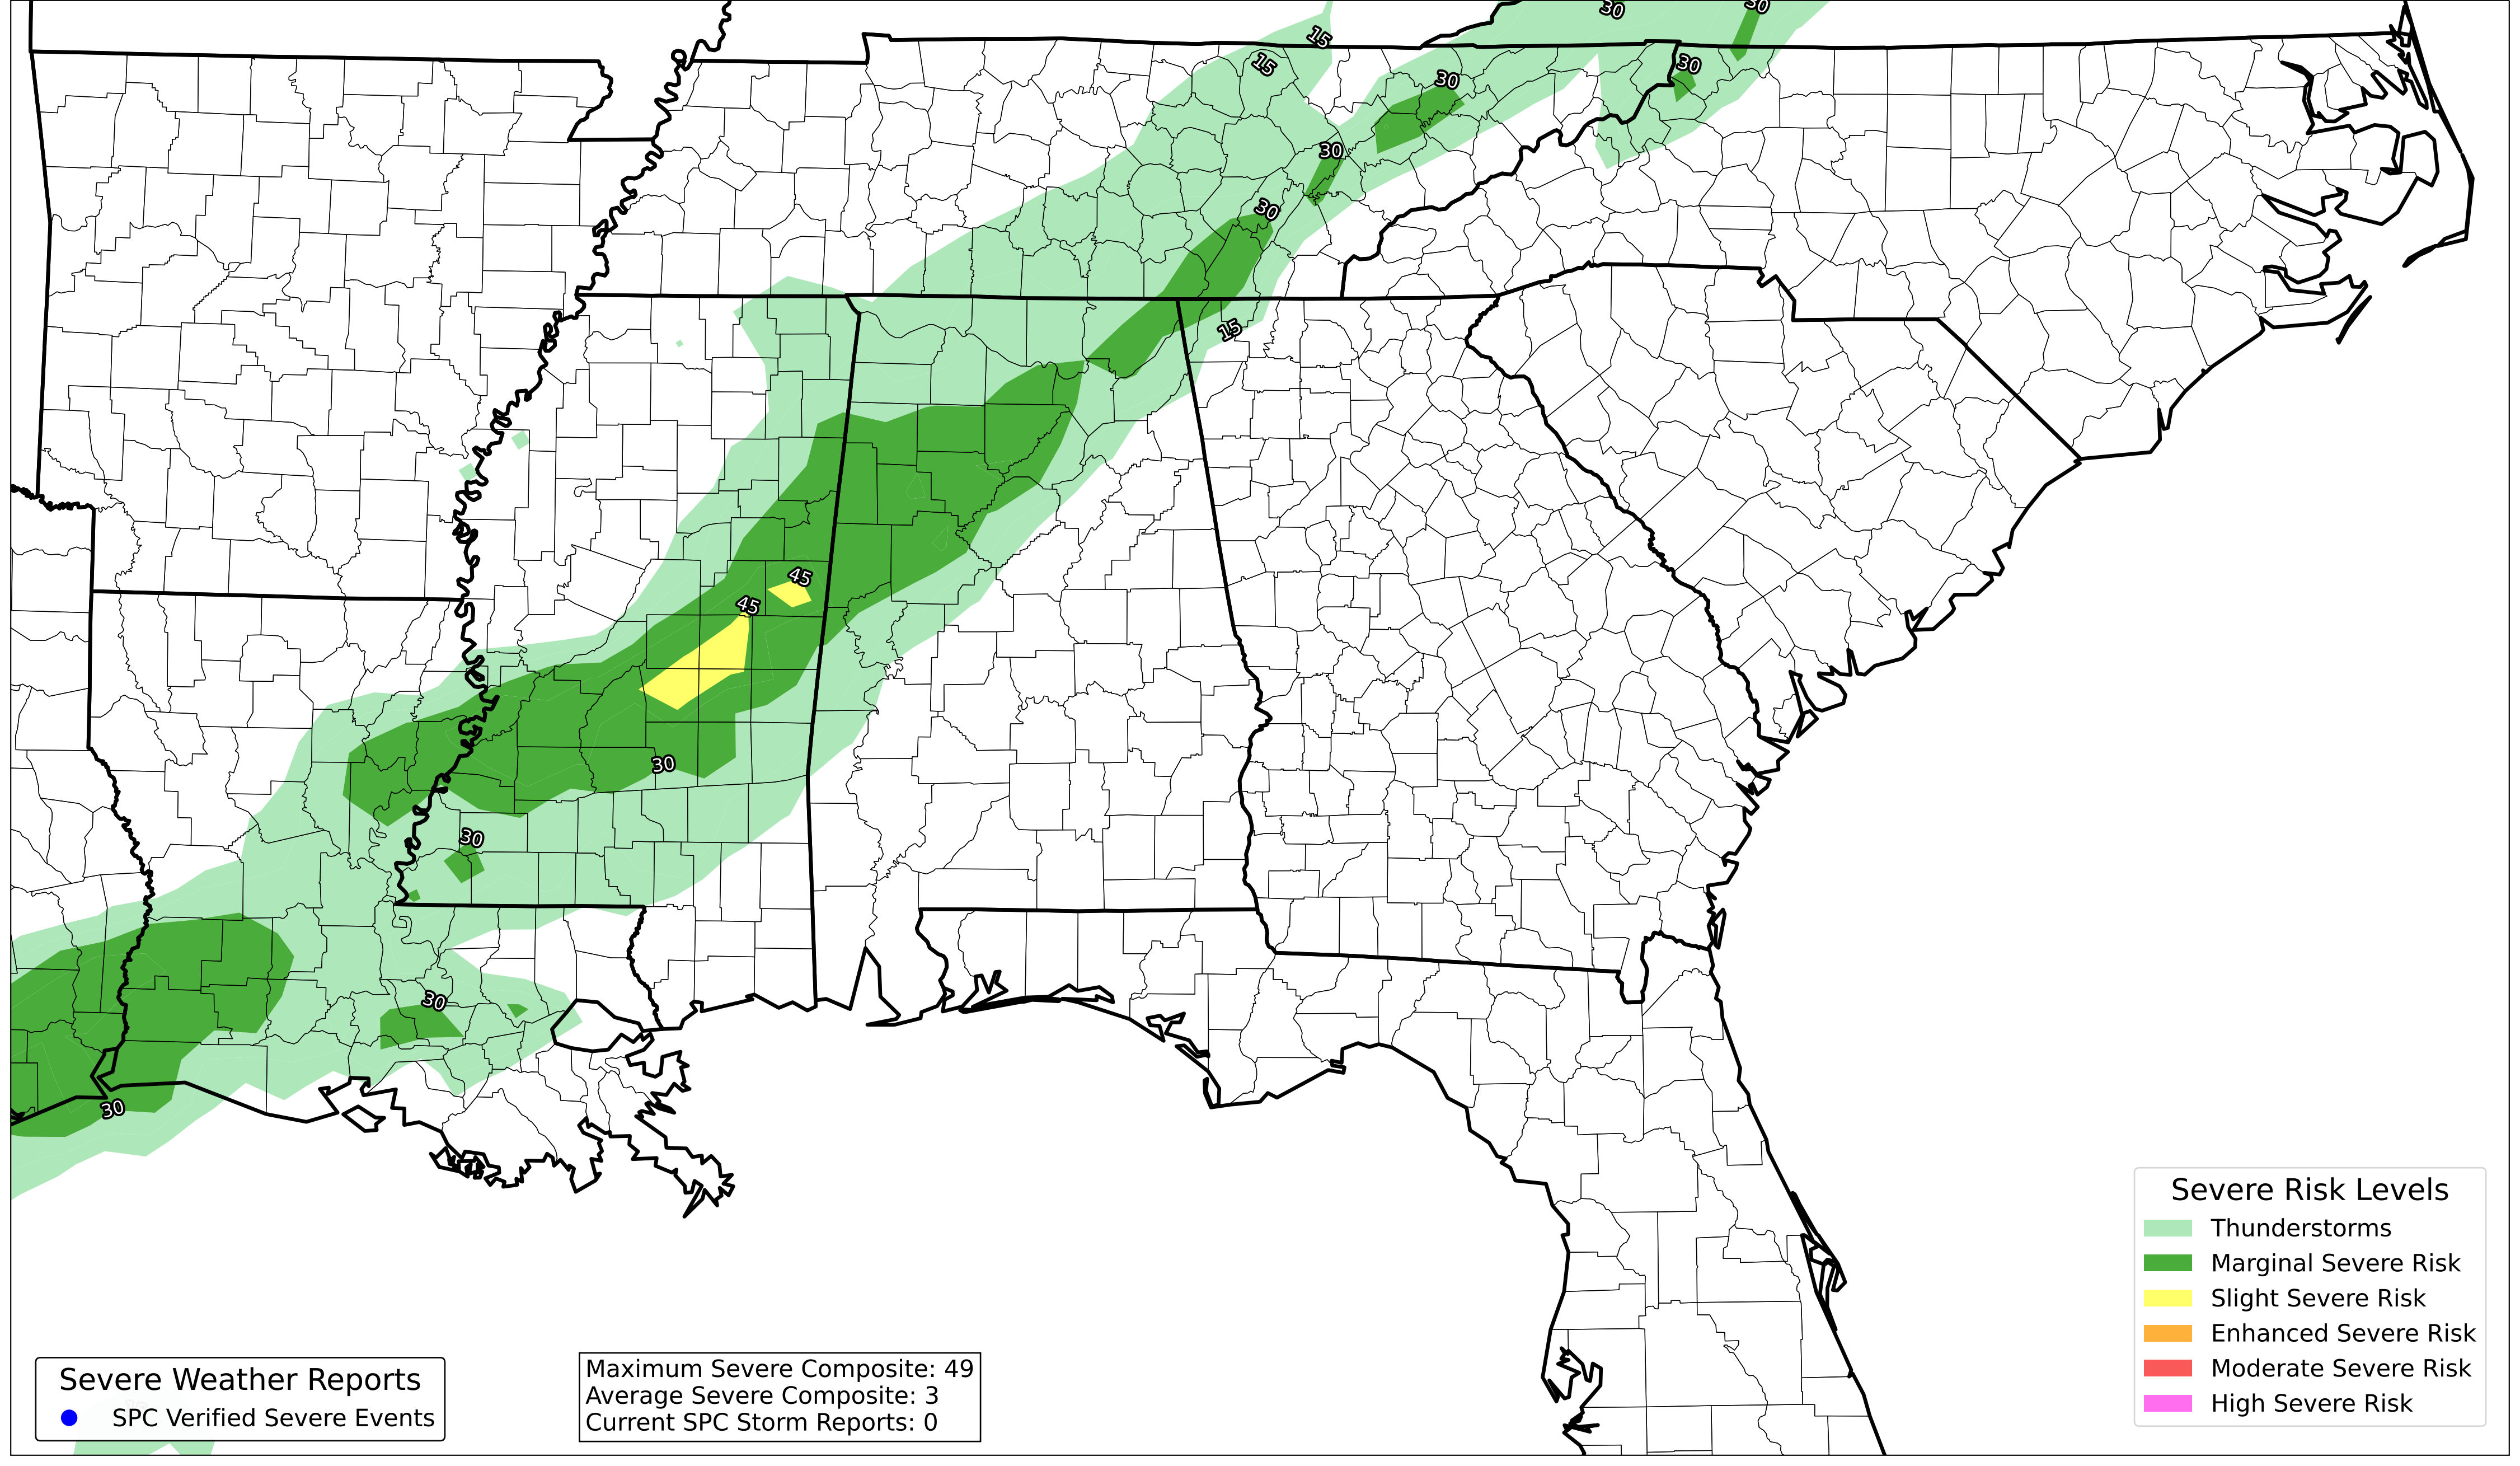 30
30
15
15
30
30
30
30
15
45
45
30
30
30
30
Severe Risk Levels
Thunderstorms
Marginal Severe Risk
Slight Severe Risk
Enhanced Severe Risk
Moderate Severe Risk
High Severe Risk
Severe Weather Reports
SPC Verified Severe Events
Maximum Severe Composite: 49
Average Severe Composite: 3
Current SPC Storm Reports: 0